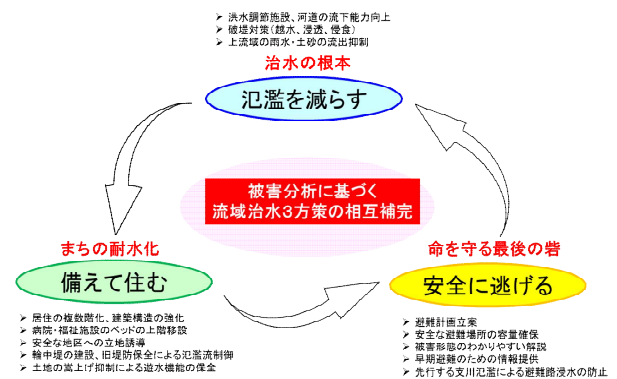 ➢ 洪水調節施設、河道の流下能力向上
➢ 破堤対策(越水、浸透、侵食)
➢ 上流域の雨水・土砂の流出抑制
治水の根本
氾濫を減らす
被害分析に基づく
流域治水3方策の相互補完
まちの耐水化
備えて住む
➢ 居住の複数階化、建築構造の強化
➢ 病院・福祉施設のベッドの上階移設
➢ 安全な地区への立地誘導
➢ 輪中堤の建設、旧堤防保全による氾濫流制御
➢ 土地の嵩上げ抑制による遊水機能の保全
命を守る最後の砦
安全に逃げる
➢ 避難計画立案
➢ 安全な避難場所の容量確保
➢ 被害形態のわかりやすい解説
➢ 早期避難のための情報提供
➢ 先行する支川氾濫による避難路浸水の防止